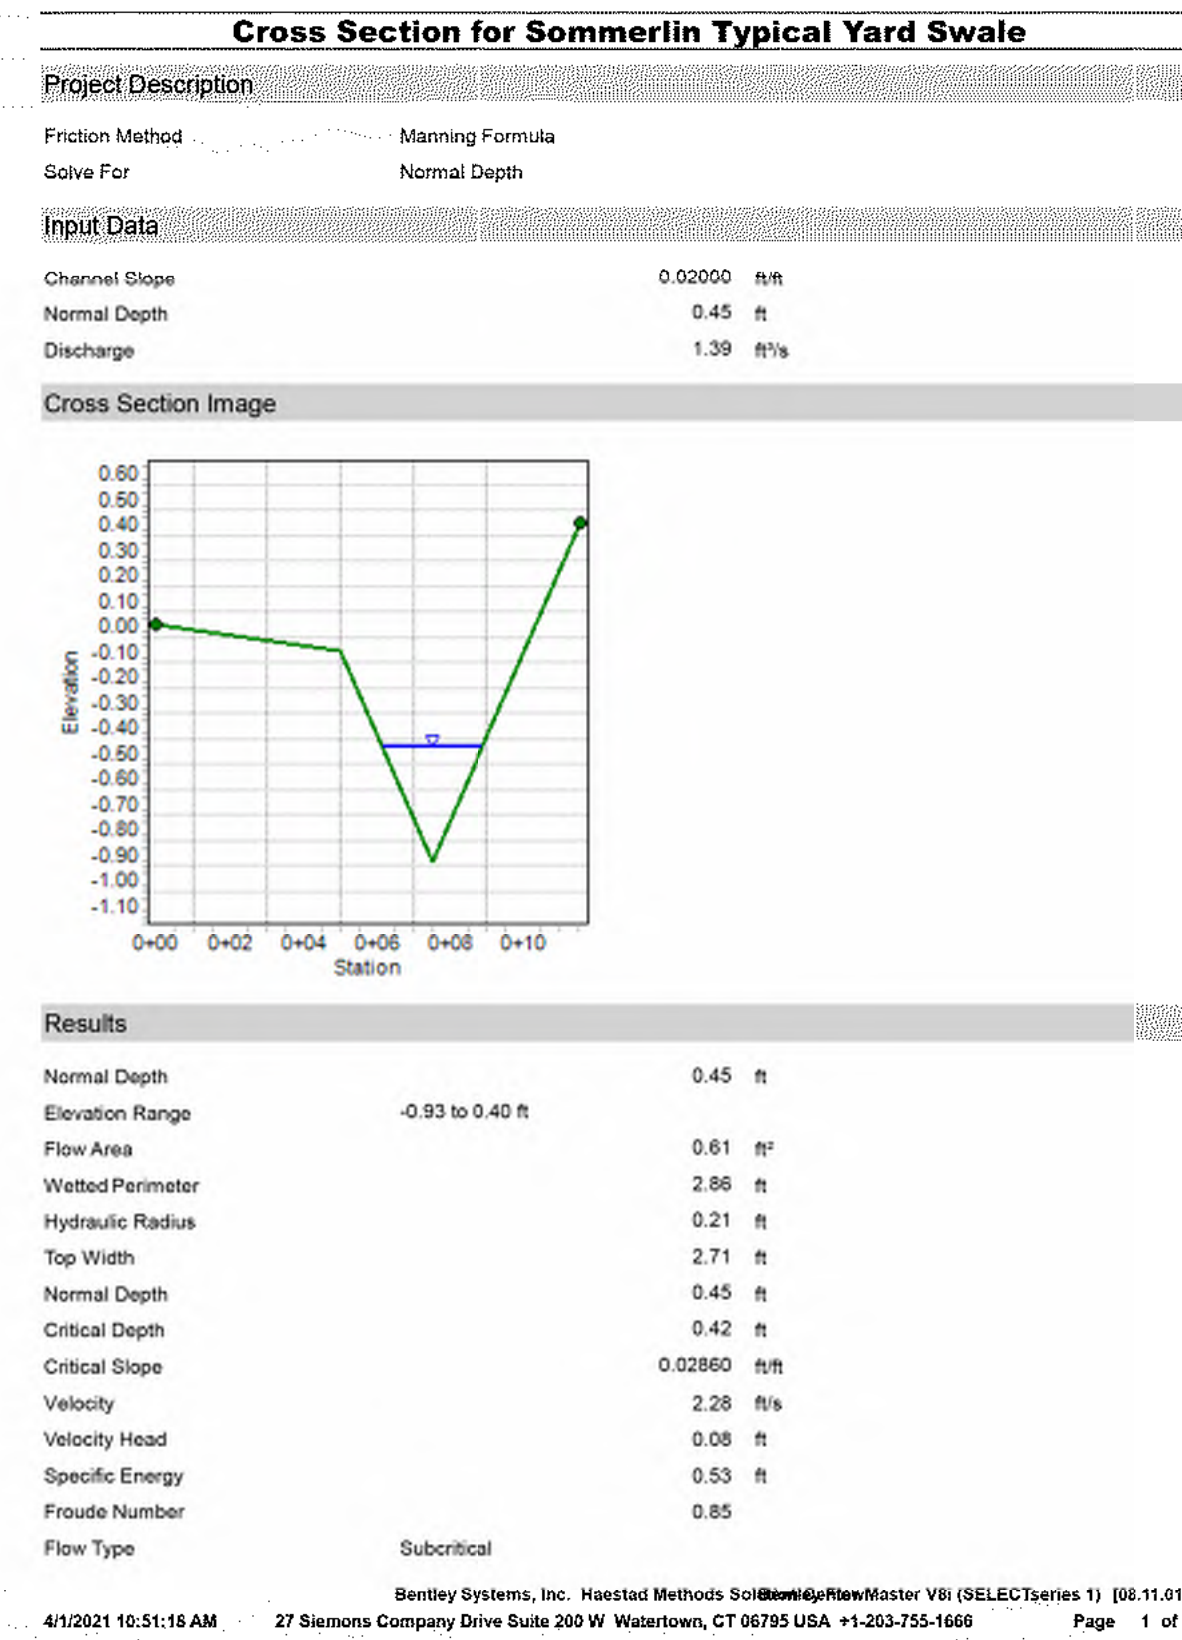 Cross Section for Sommerlin Typical Yard Swale
Project Description
Friction Method Manning Formula
Solve For Normal Depth
Input Data
Channel Slope 0.02000 ft/ft
Normal Depth 0.45 ft
Discharge 1.39 ft³/s
Cross Section Image
0.60
0.50
0.40
0.30
0.20
0.10
0.00
-0.10
-0.20
-0.30
-0.40
-0.50
-0.60
-0.70
-0.80
-0.90
-1.00
-1.10
Elevation
0+00 0+02 0+04 0+06 0+08 0+10
Station
Results
Normal Depth 0.45 ft
Elevation Range -0.93 to 0.40 ft
Flow Area 0.61 ft²
Wetted Perimeter 2.86 ft
Hydraulic Radius 0.21 ft
Top Width 2.71 ft
Normal Depth 0.45 ft
Critical Depth 0.42 ft
Critical Slope 0.02860 ft/ft
Velocity 2.28 ft/s
Velocity Head 0.08 ft
Specific Energy 0.53 ft
Froude Number 0.85
Flow Type Subcritical
Bentley Systems, Inc. Haestad Methods Master V8i (SELECTseries 1) [08.11.01
4/1/2021 10:51:18 AM 27 Siemons Company Drive Suite 200 W Watertown, CT 06795 USA +1-203-755-1666 Page 1 of